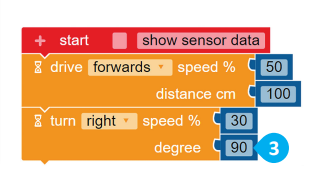 + start show sensor data
drive forwards speed % 50
distance cm 100
turn right speed % 30
degree 90 3